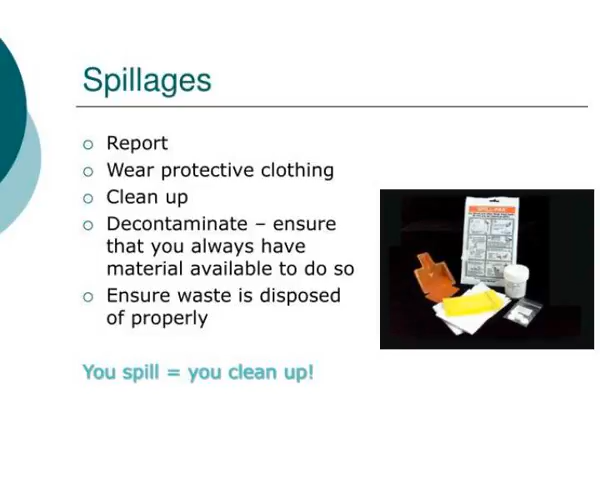 Spillages
Report
Wear protective clothing
Clean up
Decontaminate – ensure
that you always have
material available to do so
Ensure waste is disposed
of properly
You spill = you clean up!